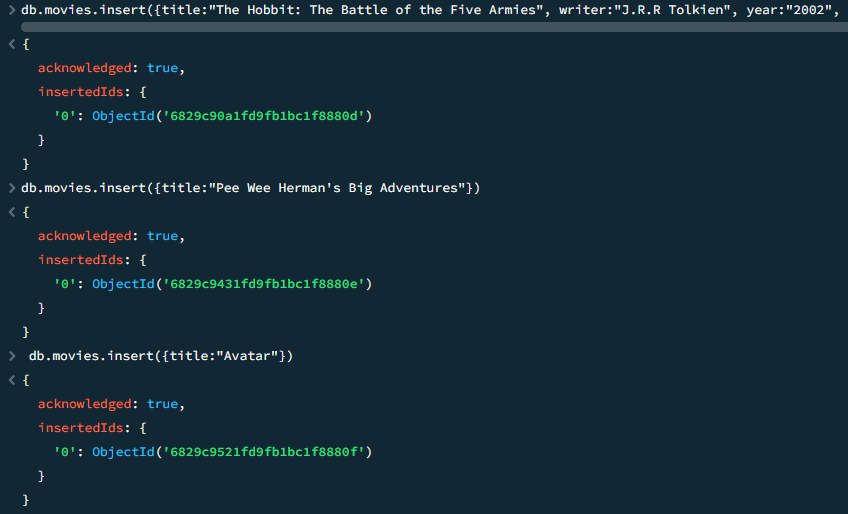 > db.movies.insert({title:"The Hobbit: The Battle of the Five Armies", writer:"J.R.R Tolkien", year:"2002",
< {
acknowledged: true,
insertedIds: {
'0': ObjectId('6829c90a1fd9fb1bc1f8880d')
}
}
> db.movies.insert({title:"Pee Wee Herman's Big Adventures"})
< {
acknowledged: true,
insertedIds: {
'0': ObjectId('6829c9431fd9fb1bc1f8880e')
}
}
> db.movies.insert({title:"Avatar"})
< {
acknowledged: true,
insertedIds: {
'0': ObjectId('6829c9521fd9fb1bc1f8880f')
}
}